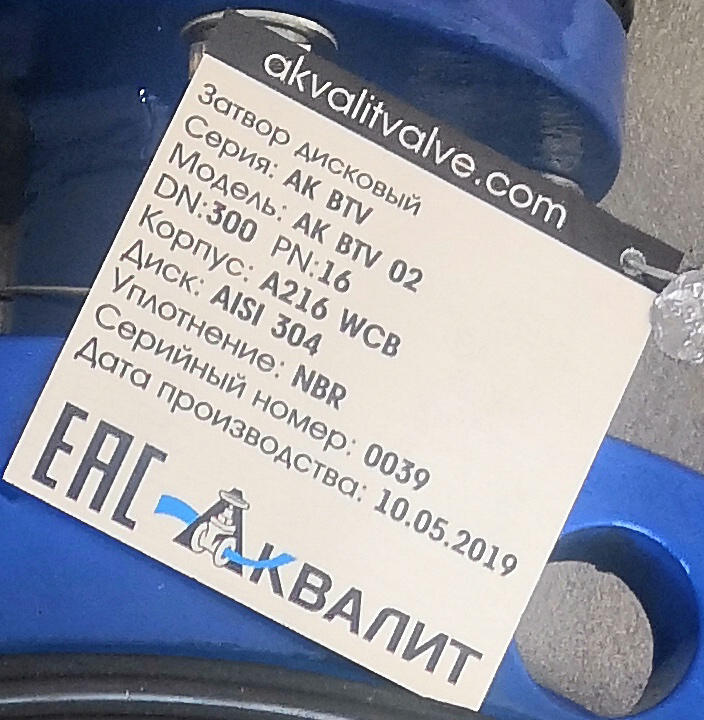 akvalitvalve.com
Затвор дисковый
Серия: AK BTV
Модель: AK BTV 02
DN:300 PN:16
Корпус: A216 WCB
Диск: AISI 304
Уплотнение: NBR
Серийный номер: 0039
Дата производства: 10.05.2019
EAC АКВАЛИТ